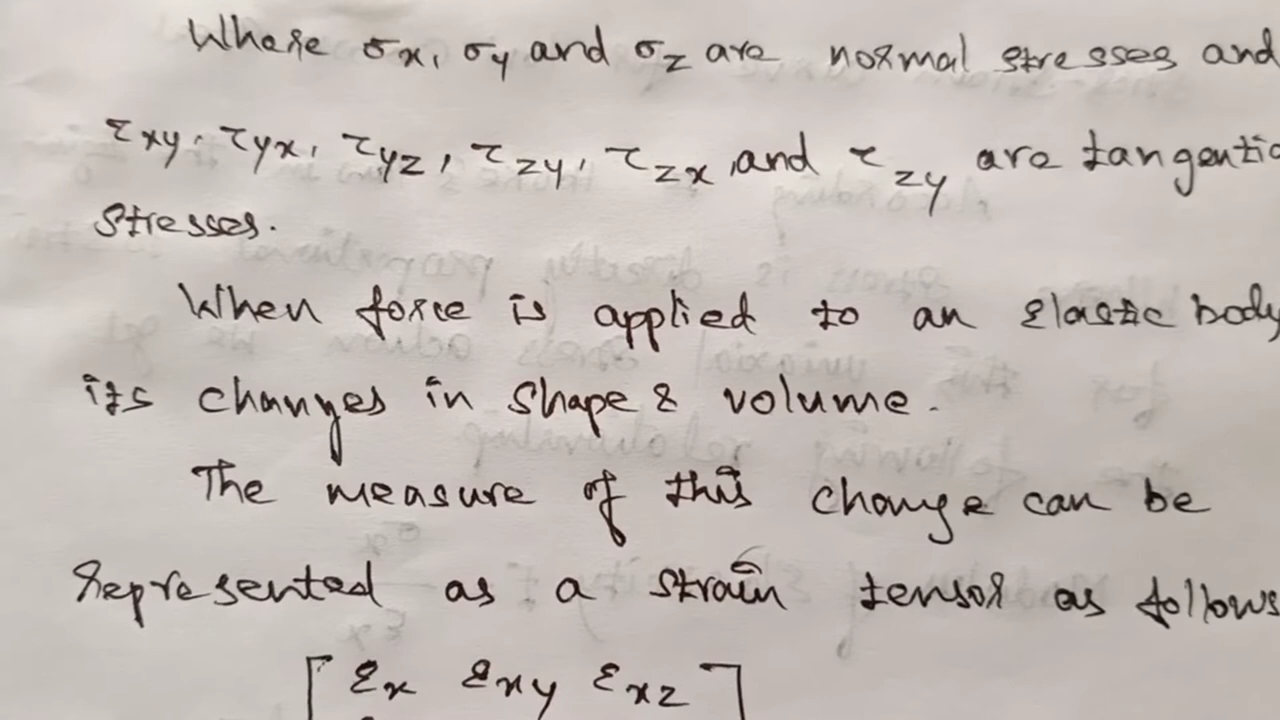 Where σx, σy and σz are normal stresses and
τxy, τyx, τyz, τzy, τzx and τzy are tangentia
stresses.
When force is applied to an elastic body
its changes in shape & volume.
The measure of this change can be
represented as a strain tensor as follows
[ εx εxy εxz ]